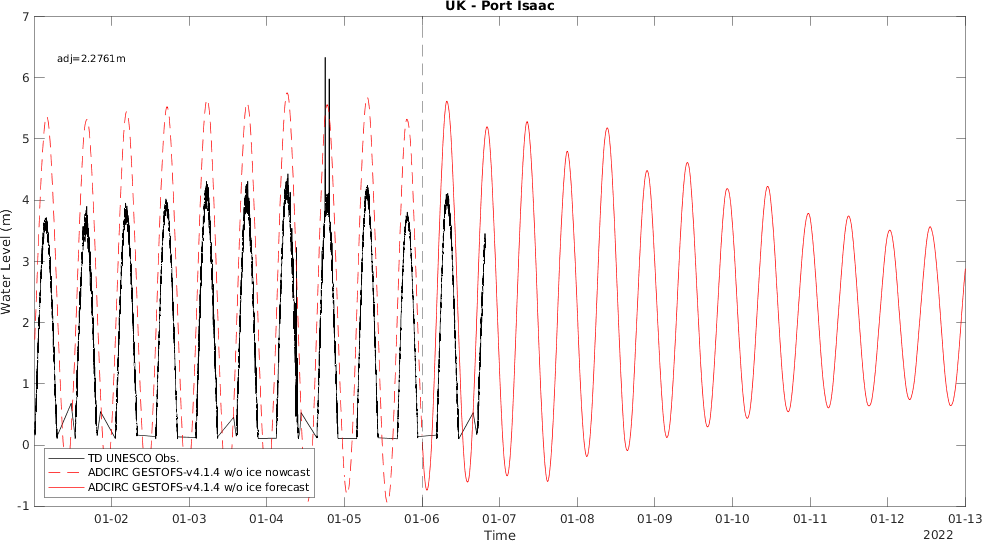 UK - Port Isaac
7
adj=2.2761m
6
5
4
3
2
1
0
-1
Water Level (m)
TD UNESCO Obs.
ADCIRC GESTOFS-v4.1.4 w/o ice nowcast
ADCIRC GESTOFS-v4.1.4 w/o ice forecast
01-02 01-03 01-04 01-05 01-06 01-07 01-08 01-09 01-10 01-11 01-12 01-13
Time
2022